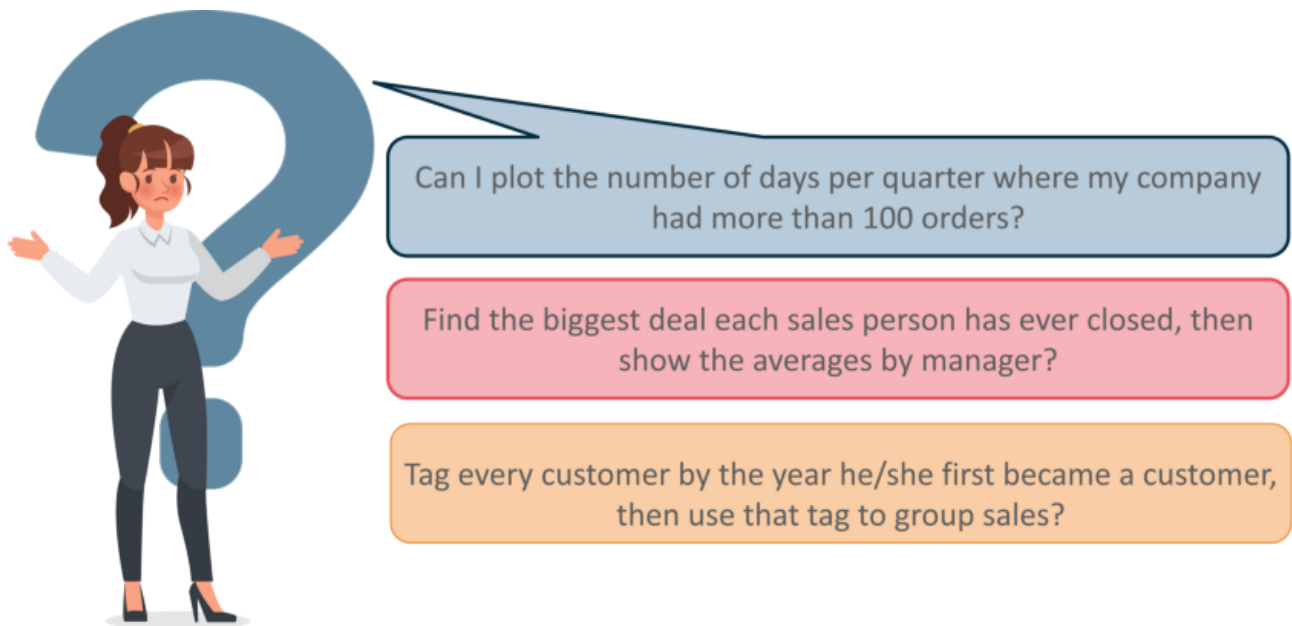 Can I plot the number of days per quarter where my company
had more than 100 orders?
Find the biggest deal each sales person has ever closed, then
show the averages by manager?
Tag every customer by the year he/she first became a customer,
then use that tag to group sales?